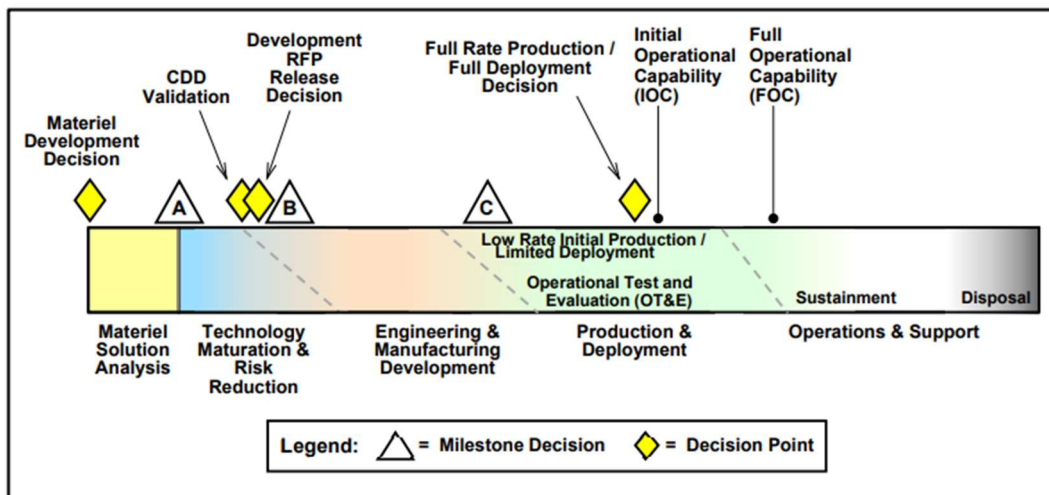 Materiel
Development
Decision
CDD
Validation
Development
RFP
Release
Decision
Full Rate Production /
Full Deployment
Decision
Initial
Operational
Capability
(IOC)
Full
Operational
Capability
(FOC)
A
B
C
Low Rate Initial Production /
Limited Deployment
Operational Test and
Evaluation (OT&E)
Sustainment
Disposal
Materiel
Solution
Analysis
Technology
Maturation &
Risk
Reduction
Engineering &
Manufacturing
Development
Production &
Deployment
Operations & Support
Legend: = Milestone Decision = Decision Point